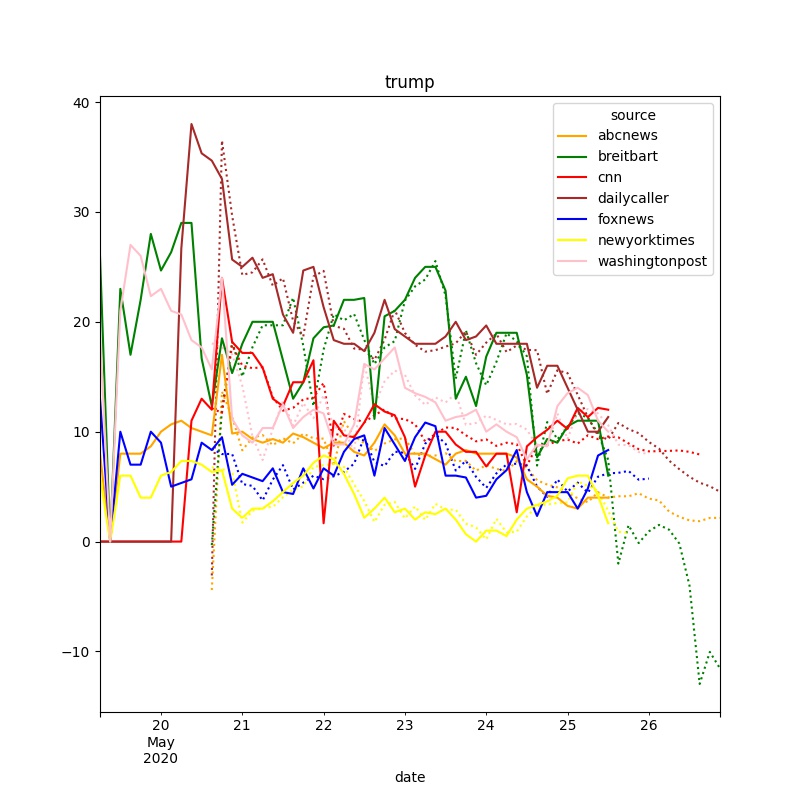 trump
40
30
20
10
0
−10
source
abcnews
breitbart
cnn
dailycaller
foxnews
newyorktimes
washingtonpost
20 21 22 23 24 25 26
May
2020
date